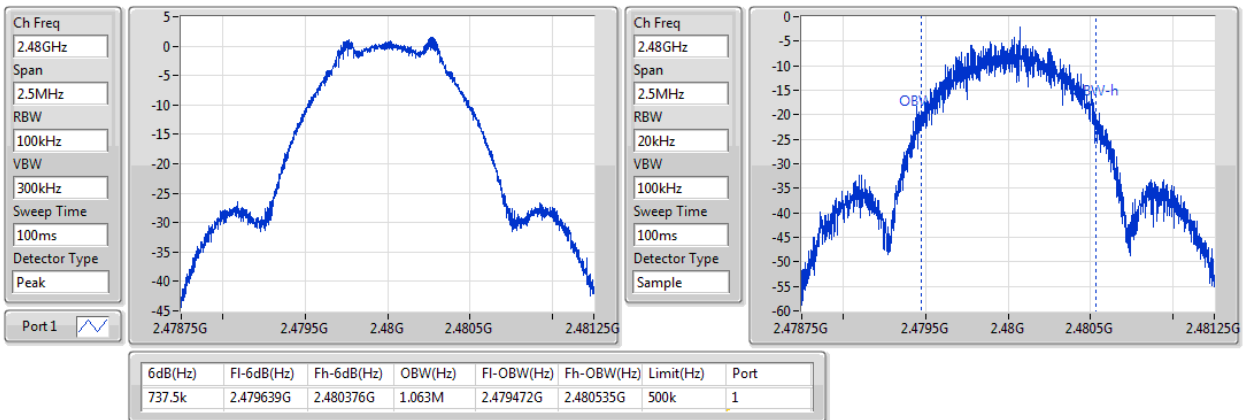 Ch Freq
2.48GHz
Span
2.5MHz
RBW
100kHz
VBW
300kHz
Sweep Time
100ms
Detector Type
Peak
Port 1
5
0
-5
-10
-15
-20
-25
-30
-35
-40
-45
2.47875G 2.4795G 2.48G 2.4805G 2.48125G
Ch Freq
2.48GHz
Span
2.5MHz
RBW
20kHz
VBW
100kHz
Sweep Time
100ms
Detector Type
Sample
0
-5
-10
-15
-20
-25
-30
-35
-40
-45
-50
-55
-60
BW-h
2.47875G 2.4795G 2.48G 2.4805G 2.48125G
6dB(Hz) Fl-6dB(Hz) Fh-6dB(Hz) OBW(Hz) Fl-OBW(Hz) Fh-OBW(Hz) Limit(Hz) Port
737.5k 2.479639G 2.480376G 1.063M 2.479472G 2.480535G 500k 1